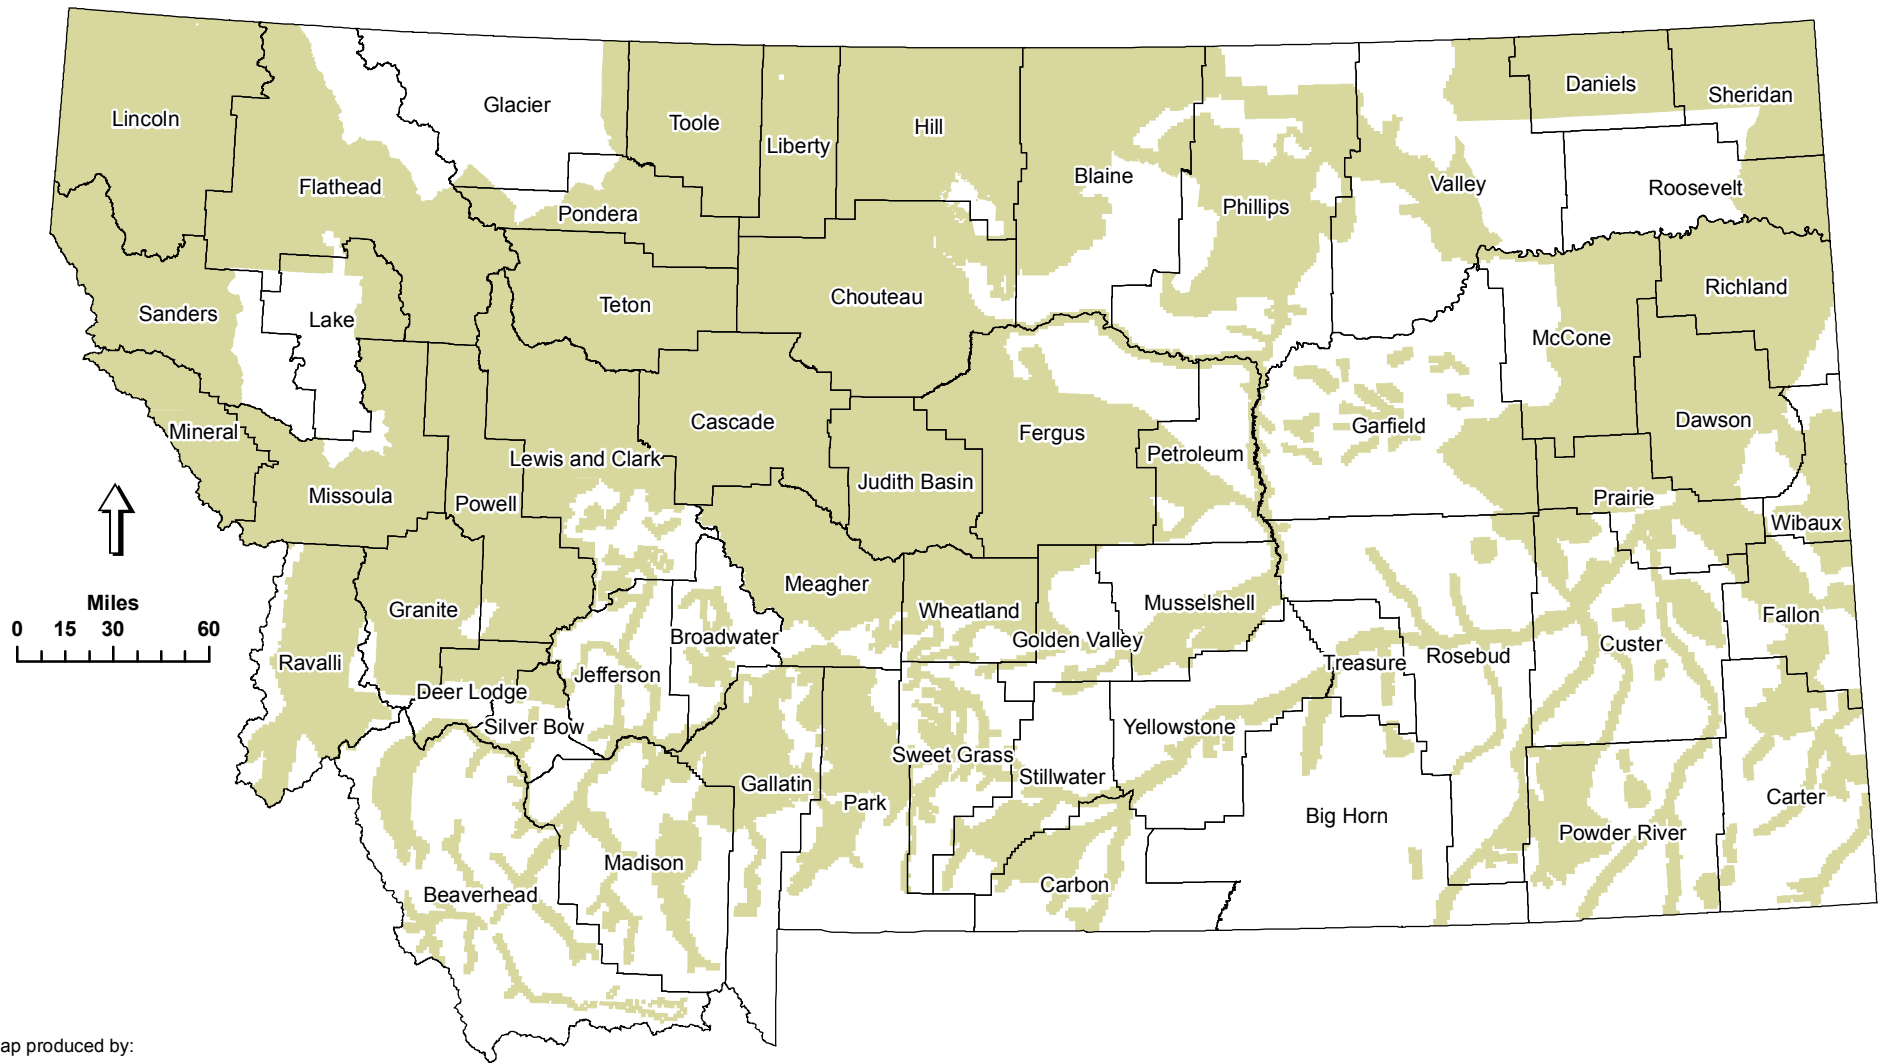 Daniels
Sheridan
Glacier
Lincoln
Toole
Hill
Liberty
Blaine
Flathead
Valley
Roosevelt
Phillips
Pondera
Richland
Chouteau
Teton
Sanders
Lake
McCone
Cascade
Dawson
Garfield
Mineral
Fergus
Petroleum
Lewis and Clark
Judith Basin
Missoula
Prairie
Powell
Wibaux
Meagher
Miles
Musselshell
Granite
Wheatland
Fallon
0 15 30 60
Broadwater
Golden Valley
Custer
Rosebud
Ravalli
Treasure
Jefferson
Deer Lodge
Silver Bow
Yellowstone
Sweet Grass
Stillwater
Gallatin
Carter
Park
Big Horn
Powder River
Madison
Carbon
Beaverhead
ap produced by: